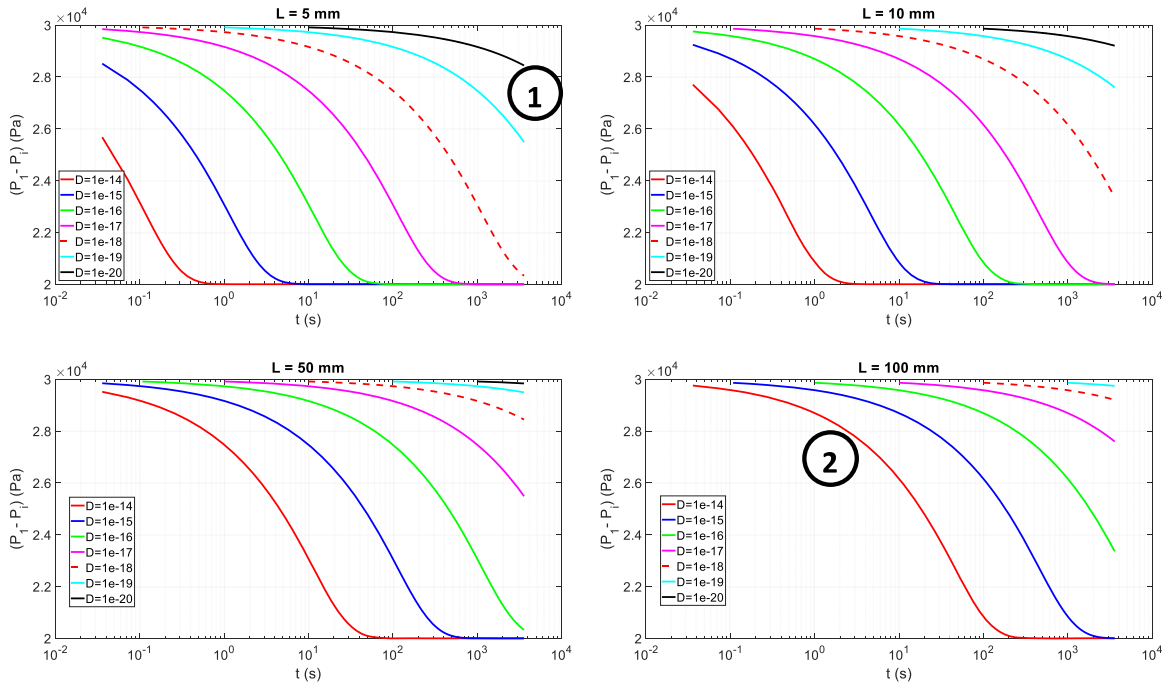 L = 5 mm
×10⁴
3
2.8
2.6
2.4
2.2
2
(P₁- Pᵢ) (Pa)
D=1e-14
D=1e-15
D=1e-16
D=1e-17
D=1e-18
D=1e-19
D=1e-20
1
10⁻² 10⁻¹ 10⁰ 10¹ 10² 10³ 10⁴
t (s)
L = 10 mm
×10⁴
3
2.8
2.6
2.4
2.2
2
(P₁- Pᵢ) (Pa)
D=1e-14
D=1e-15
D=1e-16
D=1e-17
D=1e-18
D=1e-19
D=1e-20
10⁻² 10⁻¹ 10⁰ 10¹ 10² 10³ 10⁴
t (s)
L = 50 mm
×10⁴
3
2.8
2.6
2.4
2.2
2
(P₁- Pᵢ) (Pa)
D=1e-14
D=1e-15
D=1e-16
D=1e-17
D=1e-18
D=1e-19
D=1e-20
10⁻² 10⁻¹ 10⁰ 10¹ 10² 10³ 10⁴
t (s)
L = 100 mm
×10⁴
3
2.8
2.6
2.4
2.2
2
(P₁- Pᵢ) (Pa)
2
D=1e-14
D=1e-15
D=1e-16
D=1e-17
D=1e-18
D=1e-19
D=1e-20
10⁻² 10⁻¹ 10⁰ 10¹ 10² 10³ 10⁴
t (s)